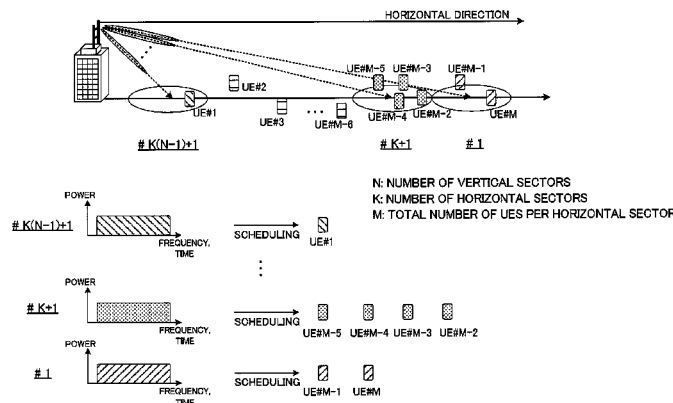 HORIZONTAL DIRECTION
UE#M-5 UE#M-3 UE#M-1
UE#2
UE#1
UE#3
...
UE#M-6
UE#M-4
UE#M-2
UE#M
# K(N-1)+1
# K+1
# 1
N: NUMBER OF VERTICAL SECTORS
K: NUMBER OF HORIZONTAL SECTORS
M: TOTAL NUMBER OF UES PER HORIZONTAL SECTOR
POWER
# K(N-1)+1
FREQUENCY, TIME
SCHEDULING
UE#1
POWER
# K+1
FREQUENCY, TIME
SCHEDULING
UE#M-5 UE#M-4 UE#M-3 UE#M-2
POWER
# 1
FREQUENCY, TIME
SCHEDULING
UE#M-1 UE#M